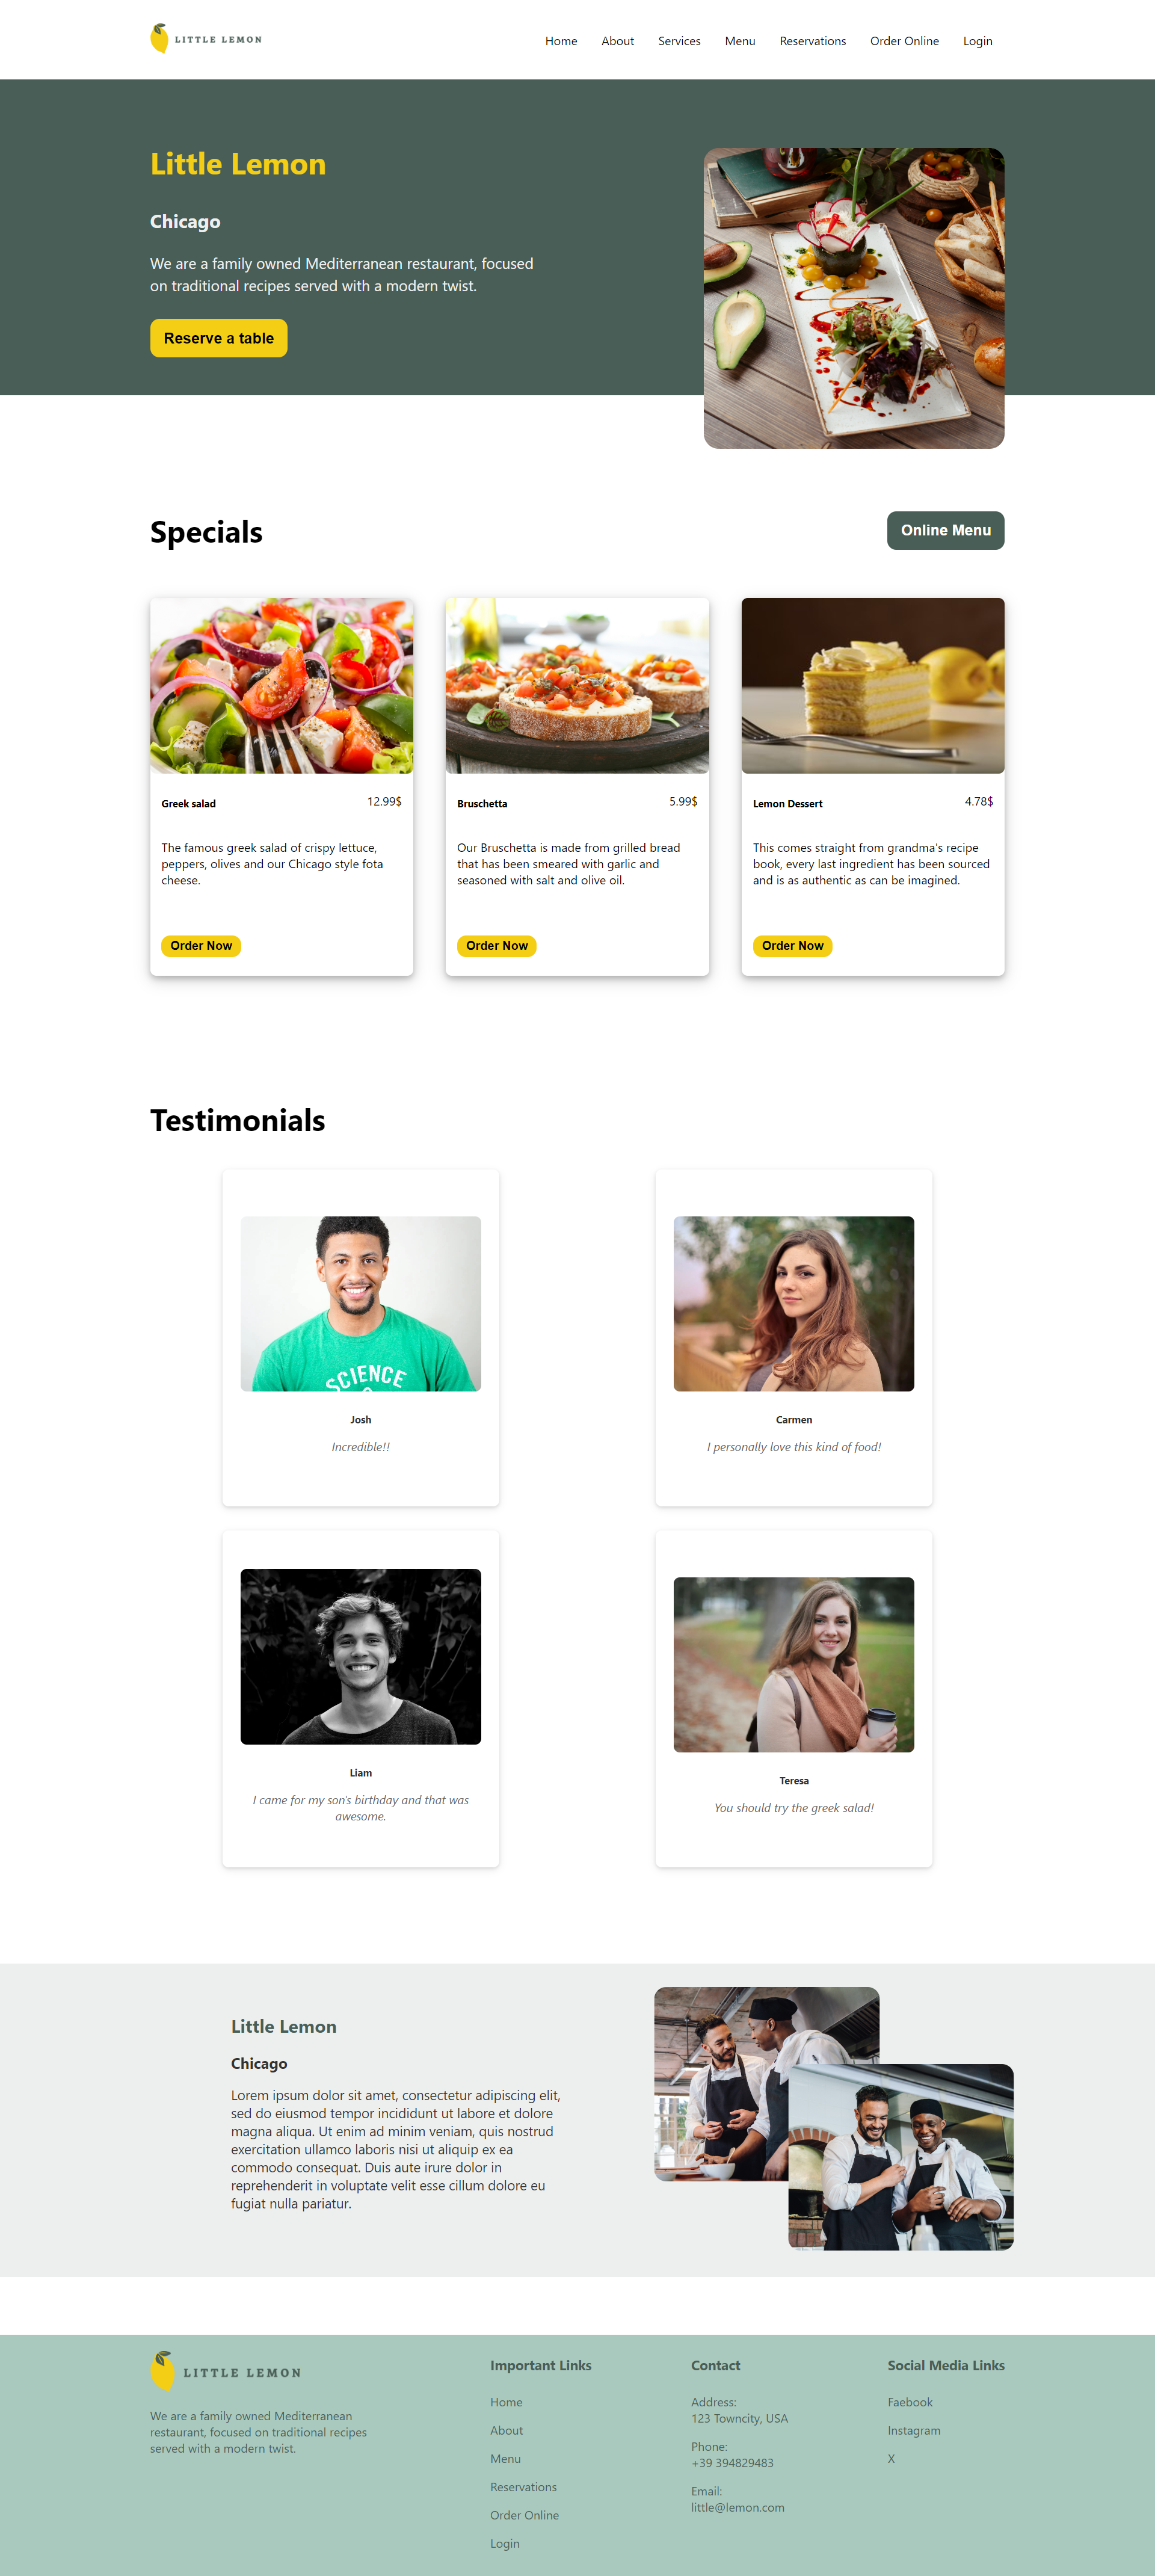 LITTLE LEMON
Home About Services Menu Reservations Order Online Login
Little Lemon
Chicago
We are a family owned Mediterranean restaurant, focused
on traditional recipes served with a modern twist.
Reserve a table
Specials
Online Menu
Greek salad 12.99$
The famous greek salad of crispy lettuce,
peppers, olives and our Chicago style fota
cheese.
Order Now
Bruschetta 5.99$
Our Bruschetta is made from grilled bread
that has been smeared with garlic and
seasoned with salt and olive oil.
Order Now
Lemon Dessert 4.78$
This comes straight from grandma's recipe
book, every last ingredient has been sourced
and is as authentic as can be imagined.
Order Now
Testimonials
SCIENCE
Josh
Incredible!!
Carmen
I personally love this kind of food!
Liam
I came for my son's birthday and that was
awesome.
Teresa
You should try the greek salad!
Little Lemon
Chicago
Lorem ipsum dolor sit amet, consectetur adipiscing elit,
sed do eiusmod tempor incididunt ut labore et dolore
magna aliqua. Ut enim ad minim veniam, quis nostrud
exercitation ullamco laboris nisi ut aliquip ex ea
commodo consequat. Duis aute irure dolor in
reprehenderit in voluptate velit esse cillum dolore eu
fugiat nulla pariatur.
LITTLE LEMON
We are a family owned Mediterranean
restaurant, focused on traditional recipes
served with a modern twist.
Important Links
Home
About
Menu
Reservations
Order Online
Login
Contact
Address:
123 Towncity, USA
Phone:
+39 394829483
Email:
little@lemon.com
Social Media Links
Faebook
Instagram
X